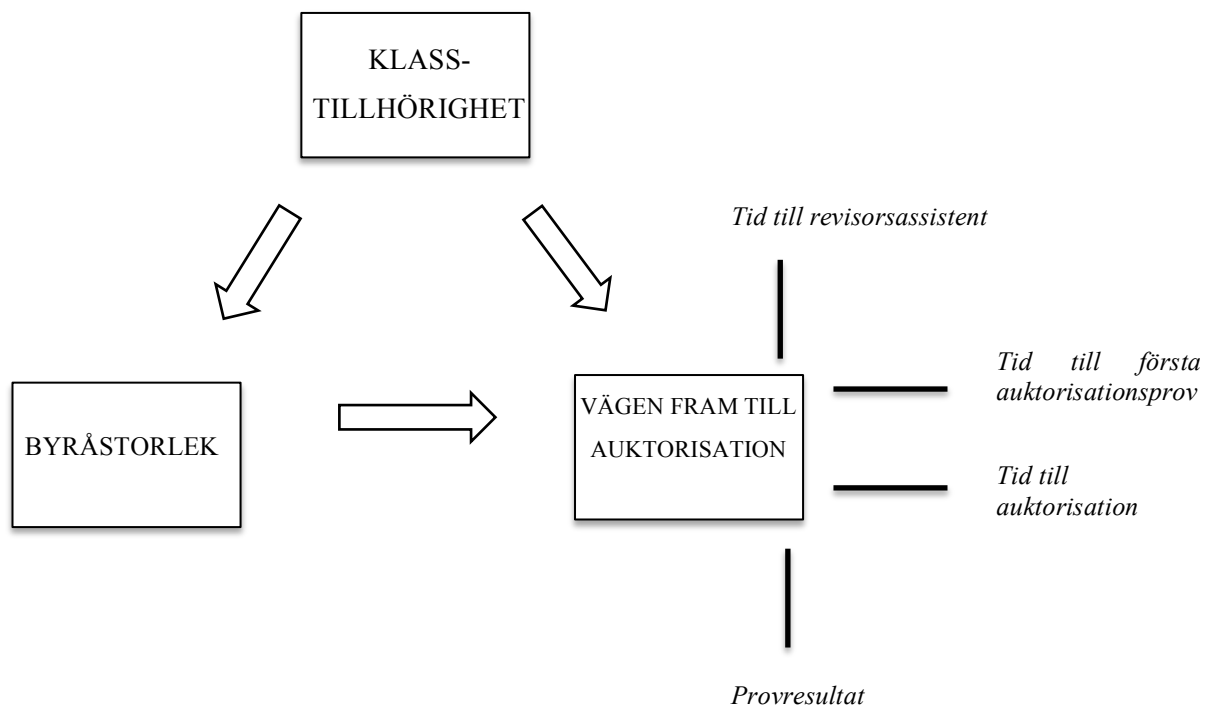 KLASS-
TILLHÖRIGHET
Tid till revisorsassistent
Tid till första
auktorisationsprov
VÄGEN FRAM TILL
AUKTORISATION
BYRÅSTORLEK
Tid till
auktorisation
Provresultat